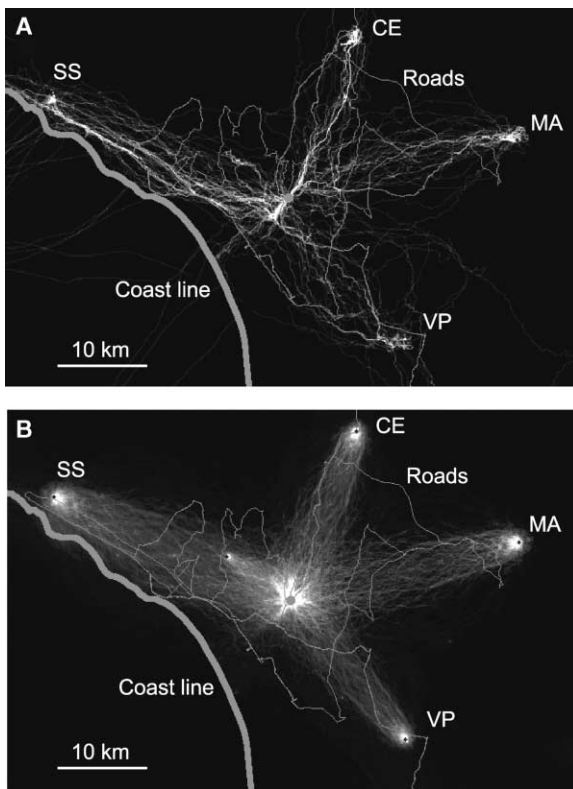 A
CE
SS
Roads
MA
Coast line
VP
10 km
B
CE
SS
Roads
MA
Coast line
VP
10 km